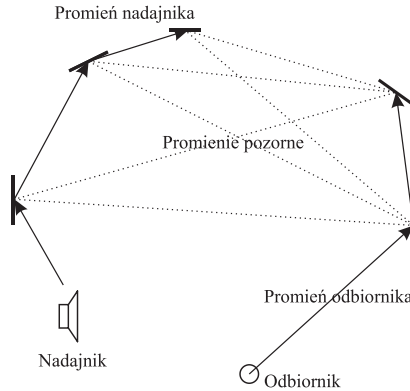 Promień nadajnika
Promienie pozorne
Promień odbiornika
Nadajnik
Odbiornik